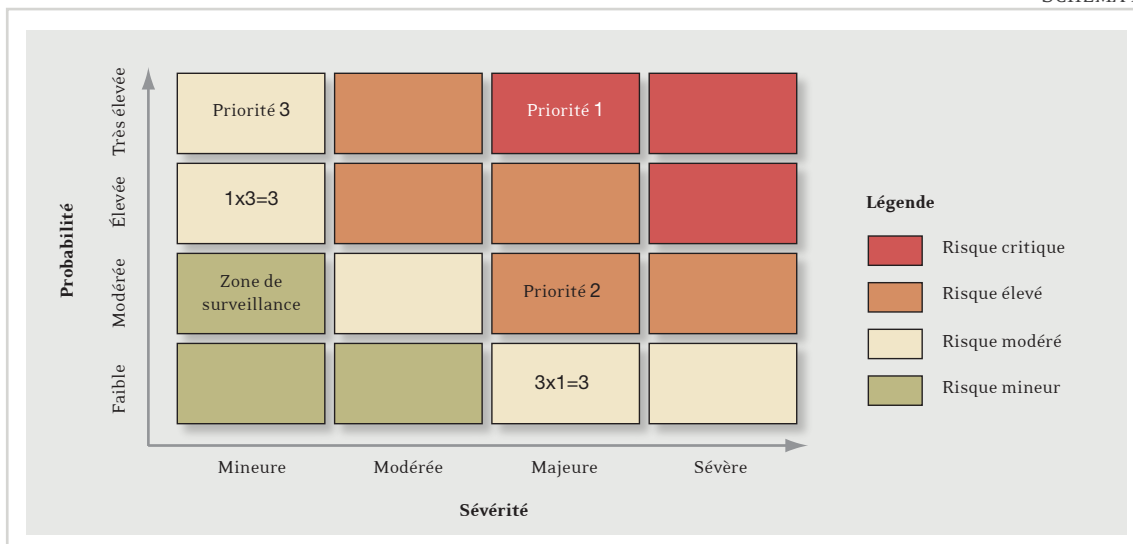 Probabilité
Très élevée
Élevée
Modérée
Faible
Priorité 3
Priorité 1
1x3=3
Zone de
surveillance
Priorité 2
3x1=3
Mineure
Modérée
Majeure
Sévère
Sévérité
Légende
Risque critique
Risque élevé
Risque modéré
Risque mineur